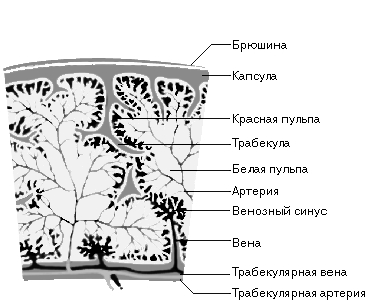 Брюшина
Капсула
Красная пульпа
Трабекула
Белая пульпа
Артерия
Венозный синус
Вена
Трабекулярная вена
Трабекулярная артерия